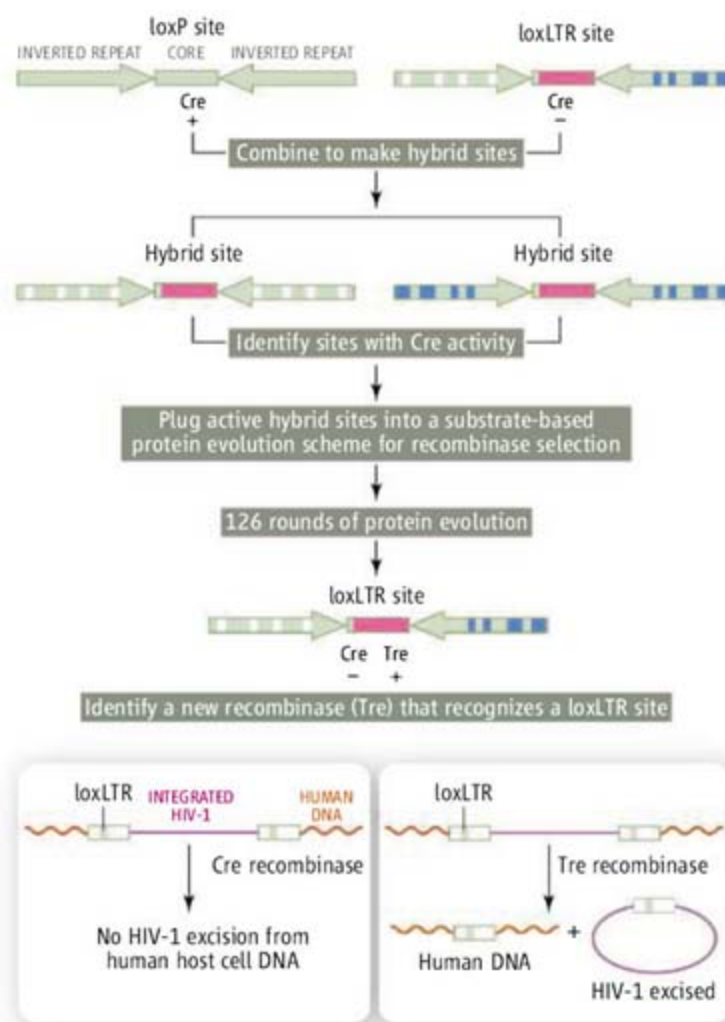 loxP site
INVERTED REPEAT CORE INVERTED REPEAT
Cre
+
loxLTR site
Cre
–
Combine to make hybrid sites
Hybrid site
Hybrid site
Identify sites with Cre activity
Plug active hybrid sites into a substrate-based
protein evolution scheme for recombinase selection
126 rounds of protein evolution
loxLTR site
Cre Tre
– +
Identify a new recombinase (Tre) that recognizes a loxLTR site
loxLTR
INTEGRATED
HIV-1
HUMAN
DNA
Cre recombinase
No HIV-1 excision from
human host cell DNA
loxLTR
Tre recombinase
+
Human DNA
HIV-1 excised